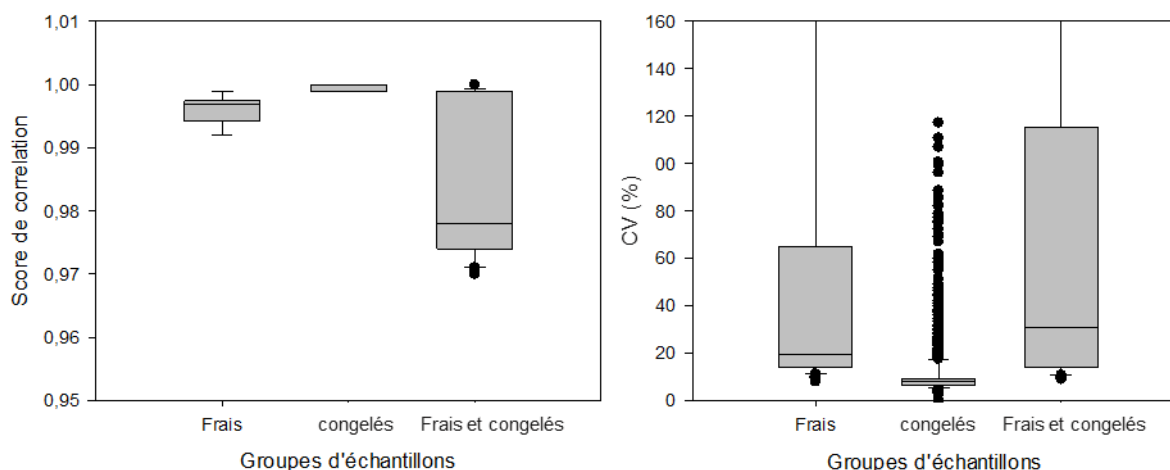 1,01
1,00
0,99
0,98
0,97
0,96
0,95
Score de correlation
Frais
congelés
Frais et congelés
Groupes d'échantillons
160
140
120
00
80
60
40
20
0
CV (%)
Frais
congelés
Frais et congelés
Groupes d'échantillons